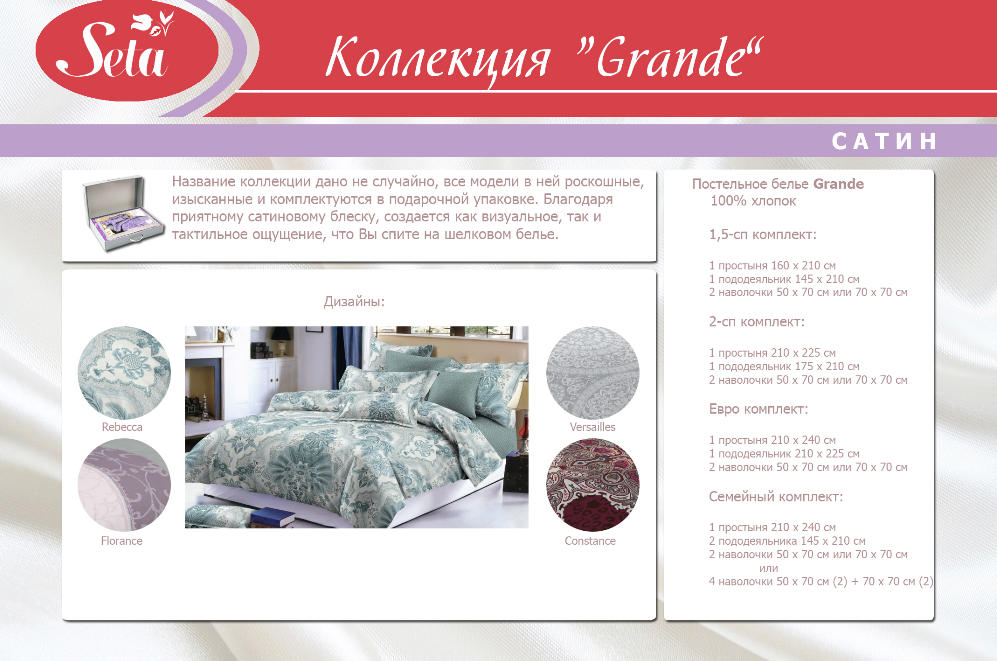 Seta
Коллекция ”Grande“
САТИН
Название коллекции дано не случайно, все модели в ней роскошные,
изысканные и комплектуются в подарочной упаковке. Благодаря
приятному сатиновому блеску, создается как визуальное, так и
тактильное ощущение, что Вы спите на шелковом белье.
Дизайны:
Rebecca
Versailles
Florance
Constance
Постельное белье Grande
100% хлопок
1,5-сп комплект:
1 простыня 160 х 210 см
1 пододеяльник 145 х 210 см
2 наволочки 50 х 70 см или 70 х 70 см
2-сп комплект:
1 простыня 210 х 225 см
1 пододеяльник 175 х 210 см
2 наволочки 50 х 70 см или 70 х 70 см
Евро комплект:
1 простыня 210 х 240 см
1 пододеяльник 210 х 225 см
2 наволочки 50 х 70 см или 70 х 70 см
Семейный комплект:
1 простыня 210 х 240 см
2 пододеяльника 145 х 210 см
2 наволочки 50 х 70 см или 70 х 70 см
или
4 наволочки 50 х 70 см (2) + 70 х 70 см (2)